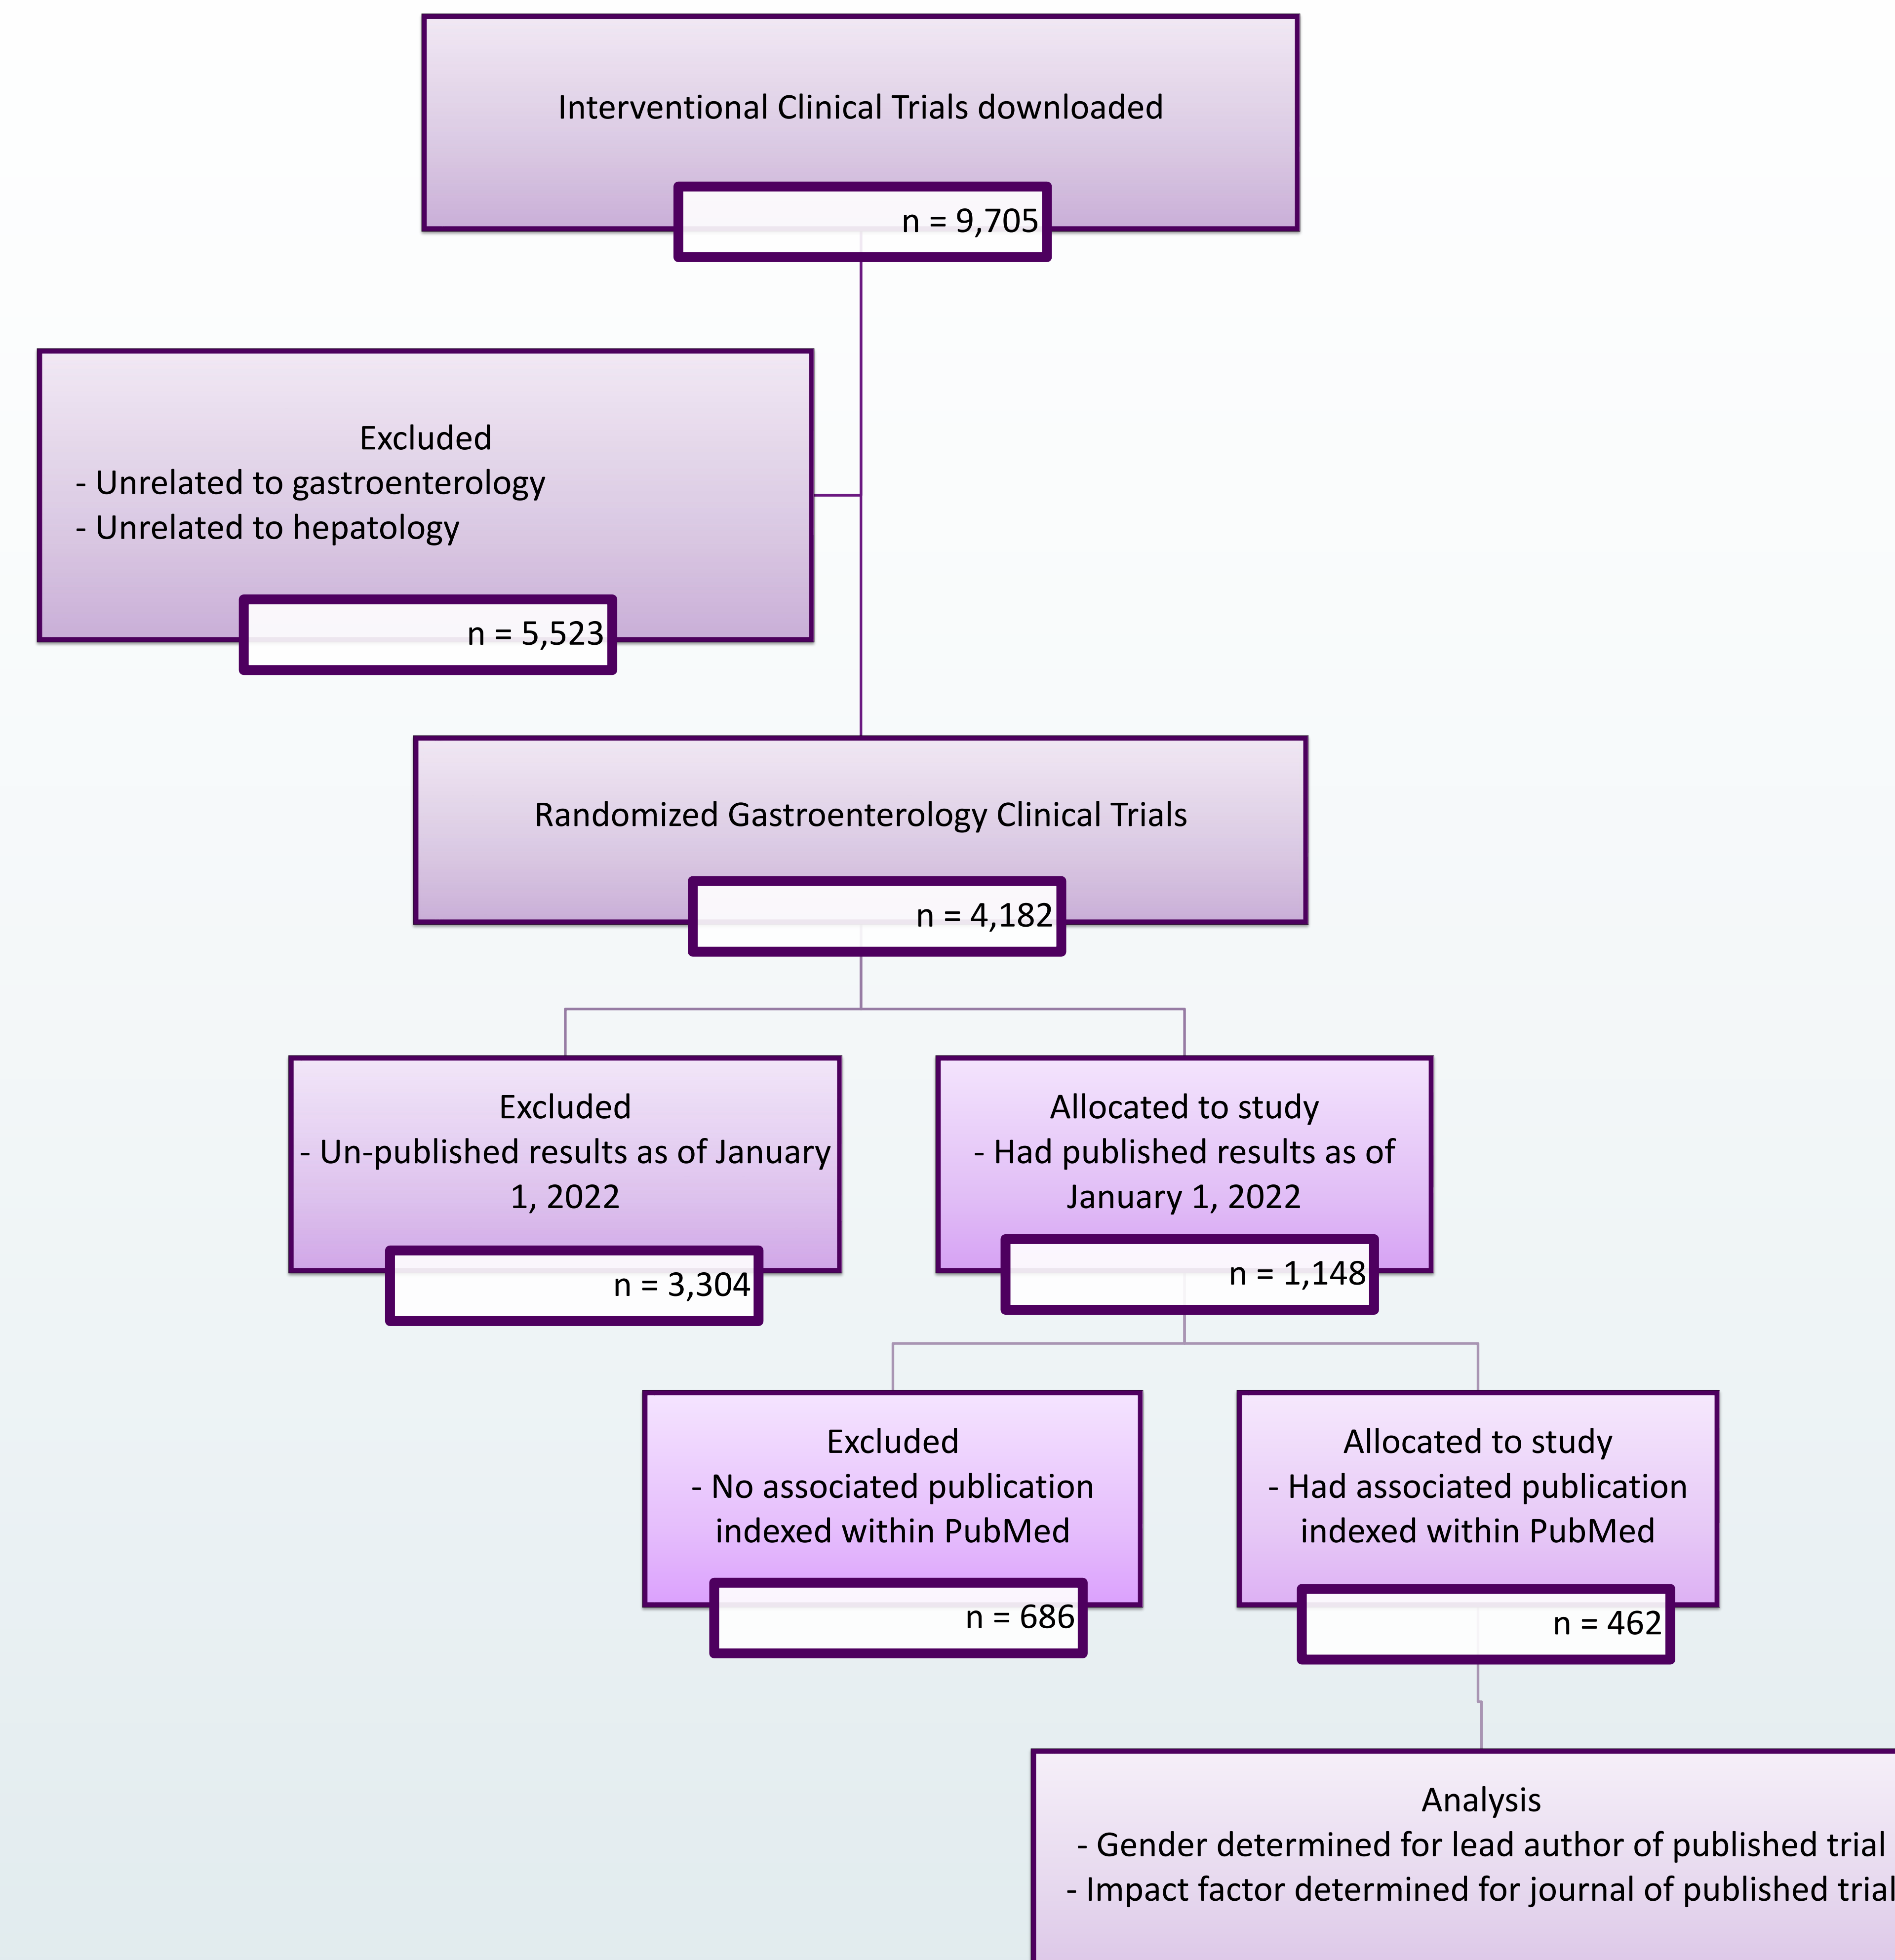 Interventional Clinical Trials downloaded
n = 9,705
Excluded
- Unrelated to gastroenterology
- Unrelated to hepatology
n = 5,523
Randomized Gastroenterology Clinical Trials
n = 4,182
Excluded
- Un-published results as of January
1, 2022
n = 3,304
Allocated to study
- Had published results as of
January 1, 2022
n = 1,148
Excluded
- No associated publication
indexed within PubMed
n = 686
Allocated to study
- Had associated publication
indexed within PubMed
n = 462
Analysis
- Gender determined for lead author of published trial
- Impact factor determined for journal of published trial